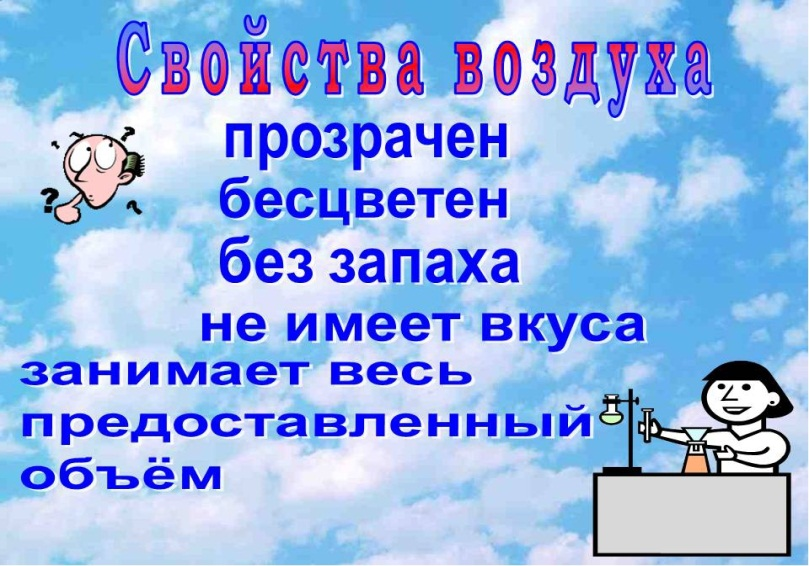 Свойства воздуха
прозрачен
бесцветен
без запаха
не имеет вкуса
занимает весь
предоставленный
объём